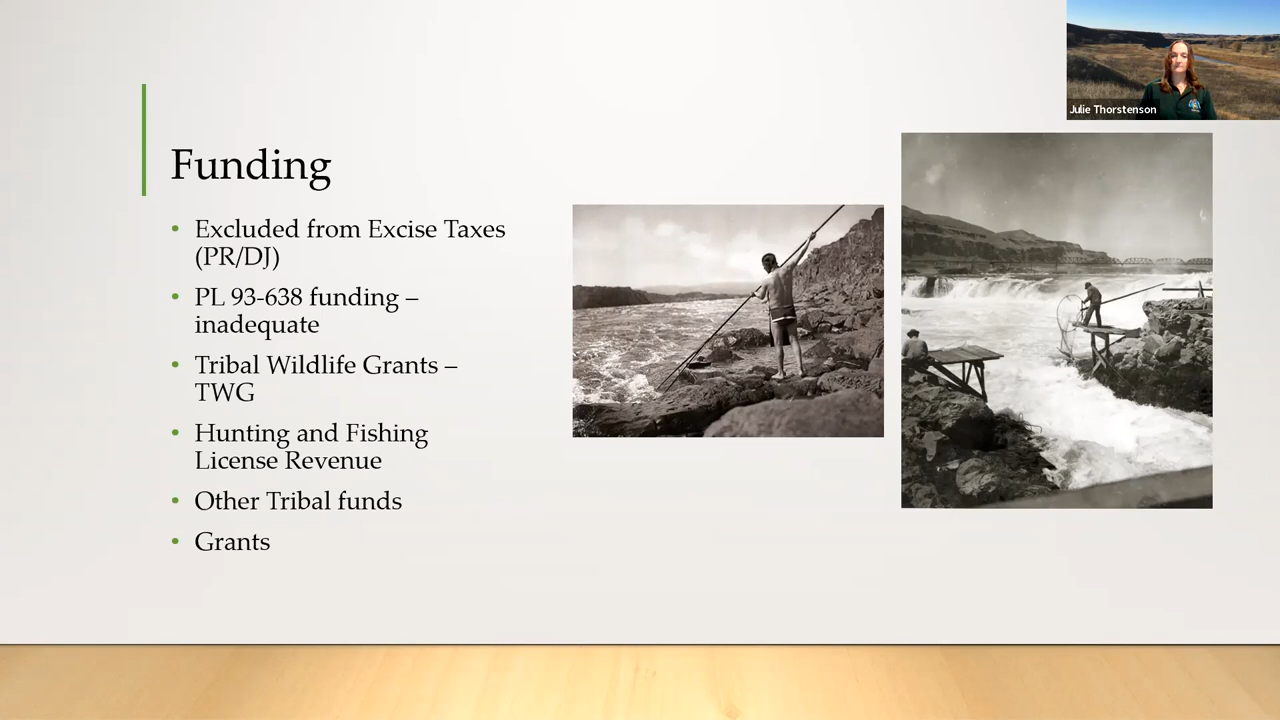 Julie Thorstenson
Funding
• Excluded from Excise Taxes
(PR/DJ)
• PL 93-638 funding –
inadequate
• Tribal Wildlife Grants –
TWG
• Hunting and Fishing
License Revenue
• Other Tribal funds
• Grants